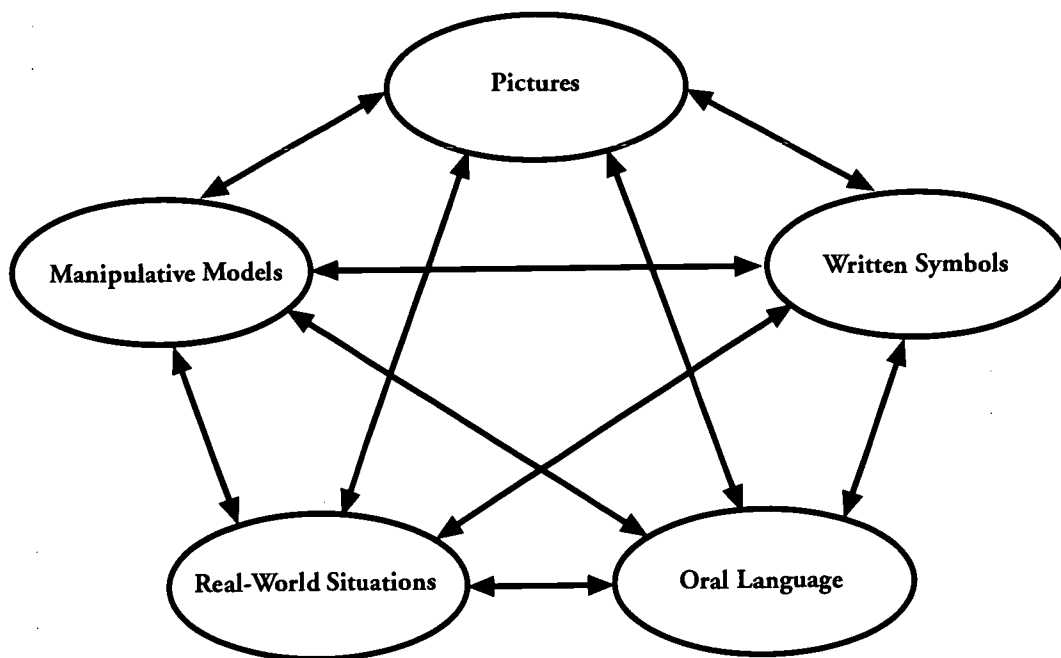 Pictures
Manipulative Models
Written Symbols
Real-World Situations
Oral Language